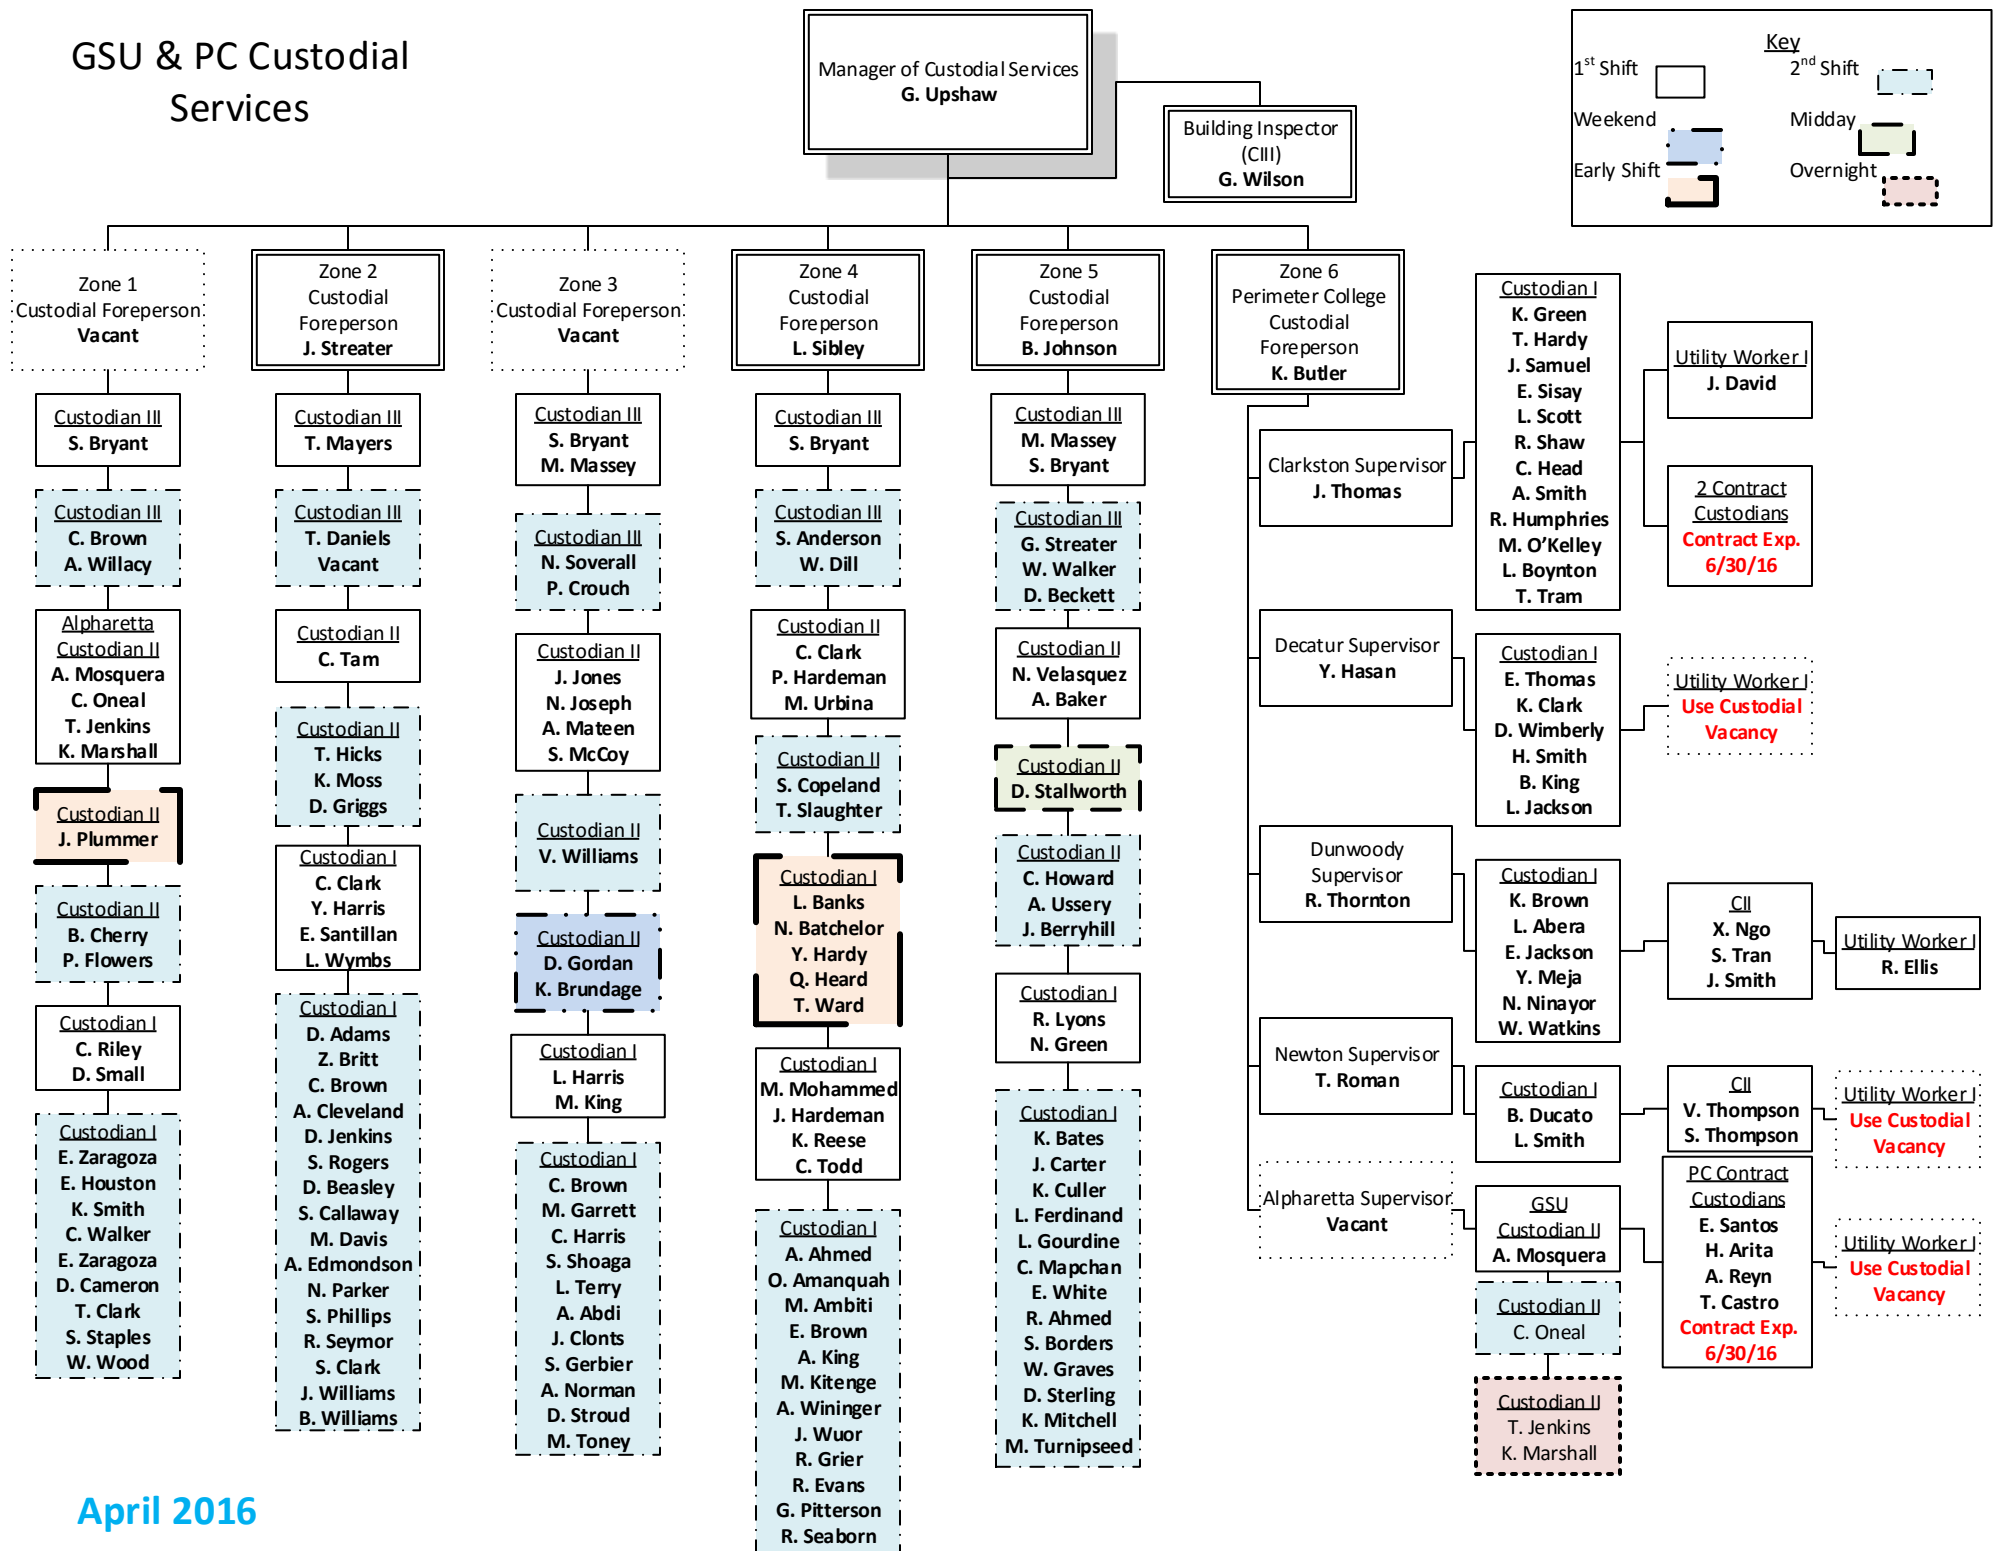 GSU & PC Custodial
Services
Manager of Custodial Services
G. Upshaw
Building Inspector
(CIII)
G. Wilson
Key
1st Shift
2nd Shift
Weekend
Midday
Early Shift
Overnight
Zone 1
Custodial Foreperson
Vacant
Custodian III
S. Bryant
Custodian III
C. Brown
A. Willacy
Alpharetta
Custodian II
A. Mosquera
C. Oneal
T. Jenkins
K. Marshall
Custodian II
J. Plummer
Custodian II
B. Cherry
P. Flowers
Custodian I
C. Riley
D. Small
Custodian I
E. Zaragoza
E. Houston
K. Smith
C. Walker
E. Zaragoza
D. Cameron
T. Clark
S. Staples
W. Wood
Zone 2
Custodial
Foreperson
J. Streater
Custodian III
T. Mayers
Custodian III
T. Daniels
Vacant
Custodian II
C. Tam
Custodian II
T. Hicks
K. Moss
D. Griggs
Custodian I
C. Clark
Y. Harris
E. Santillan
L. Wymbs
Custodian I
D. Adams
Z. Britt
C. Brown
A. Cleveland
D. Jenkins
S. Rogers
D. Beasley
S. Callaway
M. Davis
A. Edmondson
N. Parker
S. Phillips
R. Seymor
S. Clark
J. Williams
B. Williams
Zone 3
Custodial Foreperson
Vacant
Custodian III
S. Bryant
M. Massey
Custodian III
N. Soverall
P. Crouch
Custodian II
J. Jones
N. Joseph
A. Mateen
S. McCoy
Custodian II
V. Williams
Custodian II
D. Gordan
K. Brundage
Custodian I
L. Harris
M. King
Custodian I
C. Brown
M. Garrett
C. Harris
S. Shoaga
L. Terry
A. Abdi
J. Clonts
S. Gerbier
A. Norman
D. Stroud
M. Toney
Zone 4
Custodial
Foreperson
L. Sibley
Custodian III
S. Bryant
Custodian III
S. Anderson
W. Dill
Custodian II
C. Clark
P. Hardeman
M. Urbina
Custodian II
S. Copeland
T. Slaughter
Custodian I
L. Banks
N. Batchelor
Y. Hardy
Q. Heard
T. Ward
Custodian I
M. Mohammed
J. Hardeman
K. Reese
C. Todd
Custodian I
A. Ahmed
O. Amanquah
M. Ambiti
E. Brown
A. King
M. Kitenge
A. Wininger
J. Wuor
R. Grier
R. Evans
G. Pitterson
R. Seaborn
Zone 5
Custodial
Foreperson
B. Johnson
Custodian III
M. Massey
S. Bryant
Custodian III
G. Streater
W. Walker
D. Beckett
Custodian II
N. Velasquez
A. Baker
Custodian II
D. Stallworth
Custodian II
C. Howard
A. Ussery
J. Berryhill
Custodian I
R. Lyons
N. Green
Custodian I
K. Bates
J. Carter
K. Culler
L. Ferdinand
L. Gourdine
C. Mapchan
E. White
R. Ahmed
S. Borders
W. Graves
D. Sterling
K. Mitchell
M. Turnipseed
Zone 6
Perimeter College
Custodial
Foreperson
K. Butler
Clarkston Supervisor
J. Thomas
Custodian I
K. Green
T. Hardy
J. Samuel
E. Sisay
L. Scott
R. Shaw
C. Head
A. Smith
R. Humphries
M. O’Kelley
L. Boynton
T. Tram
Utility Worker I
J. David
2 Contract
Custodians
Contract Exp.
6/30/16
Decatur Supervisor
Y. Hasan
Custodian I
E. Thomas
K. Clark
D. Wimberly
H. Smith
B. King
L. Jackson
Utility Worker I
Use Custodial
Vacancy
Dunwoody
Supervisor
R. Thornton
Custodian I
K. Brown
L. Abera
E. Jackson
Y. Meja
N. Ninayor
W. Watkins
CII
X. Ngo
S. Tran
J. Smith
Utility Worker I
R. Ellis
Newton Supervisor
T. Roman
Custodian I
B. Ducato
L. Smith
CII
V. Thompson
S. Thompson
Utility Worker I
Use Custodial
Vacancy
Alpharetta Supervisor
Vacant
GSU
Custodian II
A. Mosquera
Custodian II
C. Oneal
Custodian II
T. Jenkins
K. Marshall
PC Contract
Custodians
E. Santos
H. Arita
A. Reyn
T. Castro
Contract Exp.
6/30/16
Utility Worker I
Use Custodial
Vacancy
April 2016